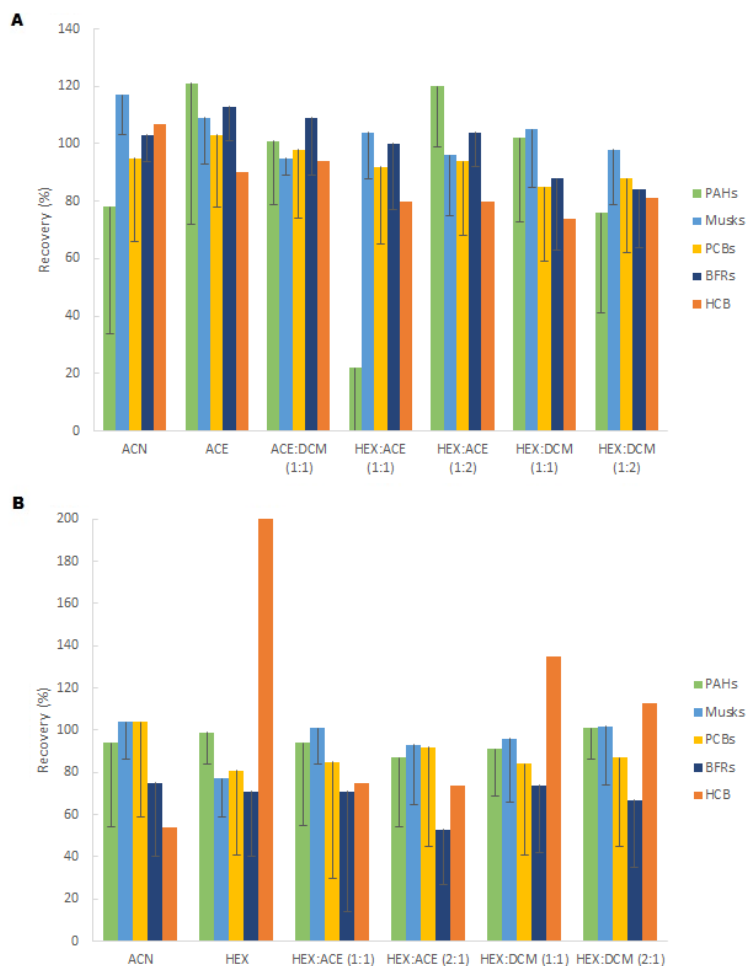 A
140
120
100
80
60
40
20
0
Recovery (%)
ACN
ACE
ACE:DCM
(1:1)
HEX:ACE
(1:1)
HEX:ACE
(1:2)
HEX:DCM
(1:1)
HEX:DCM
(1:2)
PAHs
Musks
PCBs
BFRs
HCB
B
200
180
160
140
120
100
80
60
40
20
0
Recovery (%)
ACN
HEX
HEX:ACE (1:1)
HEX:ACE (2:1)
HEX:DCM (1:1)
HEX:DCM (2:1)
PAHs
Musks
PCBs
BFRs
HCB